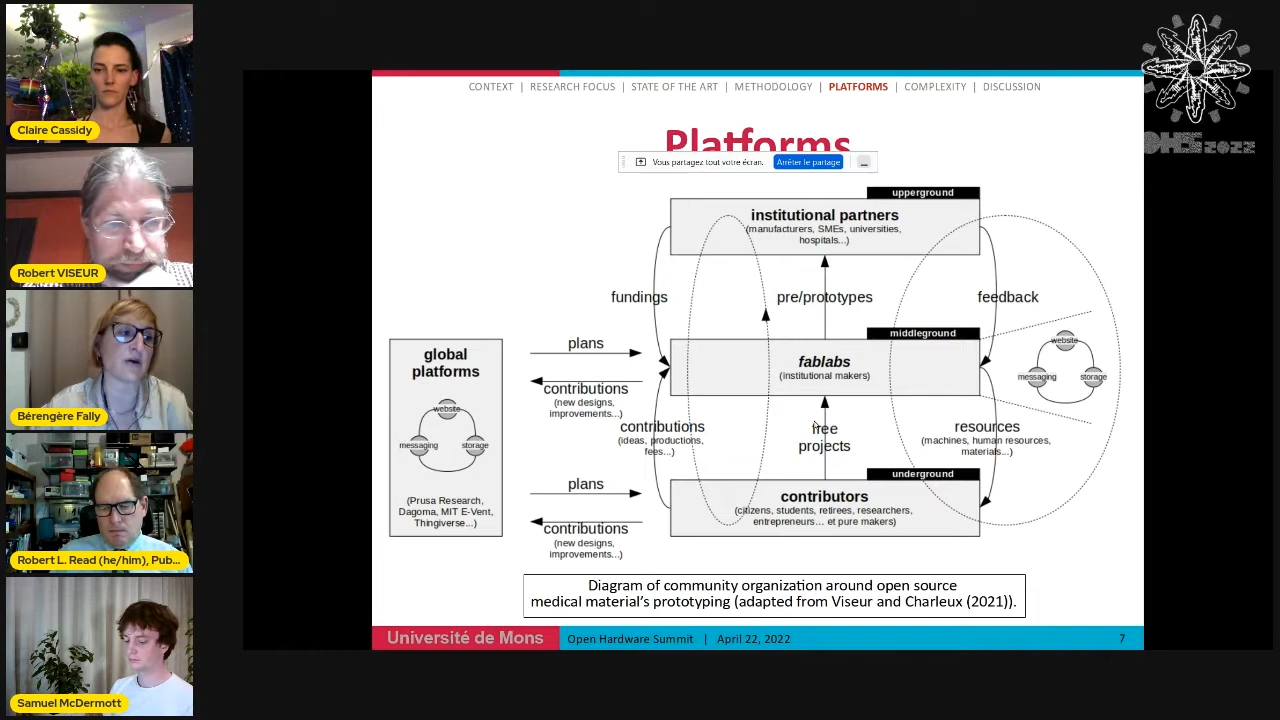 Claire Cassidy
Robert VISEUR
Bérengère Fally
Robert L. Read (he/him), Pub...
Samuel McDermott
CONTEXT | RESEARCH FOCUS | STATE OF THE ART | METHODOLOGY | PLATFORMS | COMPLEXITY | DISCUSSION
Platforms
Vous partagez tout votre écran. Arrêter le partage
upperground
institutional partners
(manufacturers, SMEs, universities,
hospitals...)
fundings
pre/prototypes
feedback
middleground
fablabs
(institutional makers)
website
messaging
storage
global
platforms
website
messaging
storage
(Prusa Research,
Dagoma, MIT E-Vent,
Thingiverse...)
plans
contributions
(new designs,
improvements...)
contributions
(ideas, productions,
fees...)
free
projects
resources
(machines, human resources,
materials...)
plans
contributions
(new designs,
improvements...)
underground
contributors
(citizens, students, retirees, researchers,
entrepreneurs... et pure makers)
Diagram of community organization around open source
medical material's prototyping (adapted from Viseur and Charleux (2021)).
Université de Mons
Open Hardware Summit | April 22, 2022
7
OHS 2022